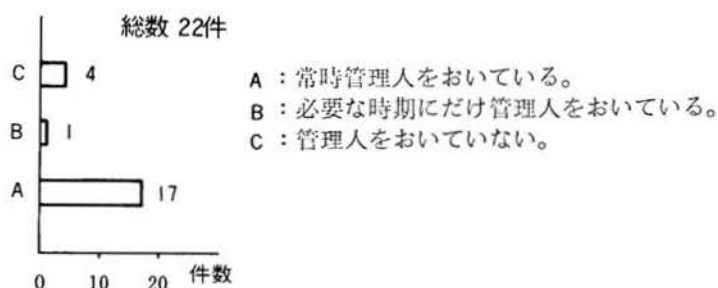 総数 22件
C 4
B 1
A 17
0 10 20 件数
A：常時管理人をおいている。
B：必要な時期にだけ管理人をおいている。
C：管理人をおいていない。